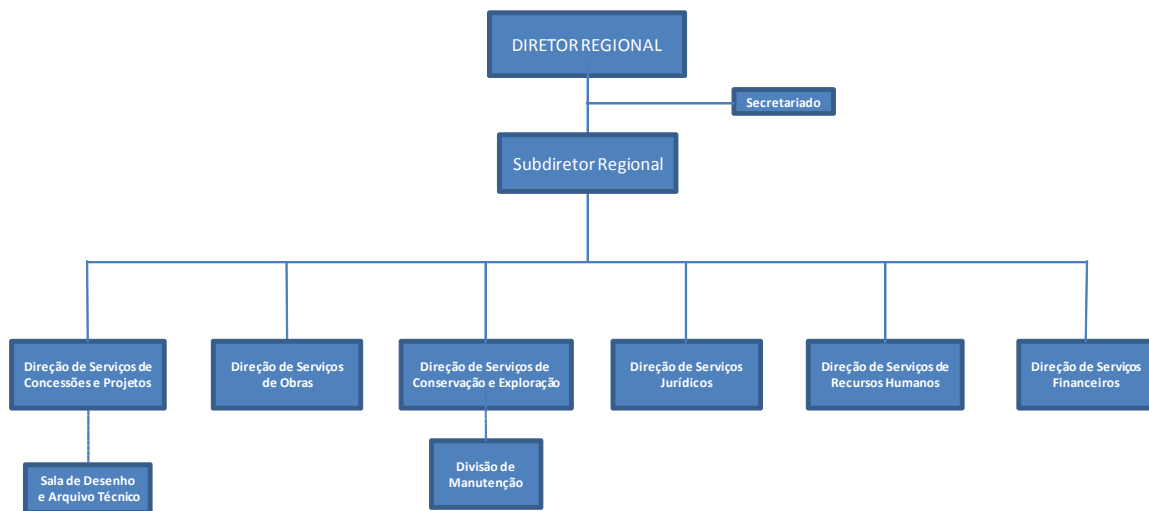 DIRETOR REGIONAL
Secretariado
Subdiretor Regional
Direção de Serviços de
Concessões e Projetos
Direção de Serviços
de Obras
Direção de Serviços de
Conservação e Exploração
Direção de Serviços
Jurídicos
Direção de Serviços de
Recursos Humanos
Direção de Serviços
Financeiros
Sala de Desenho
e Arquivo Técnico
Divisão de
Manutenção